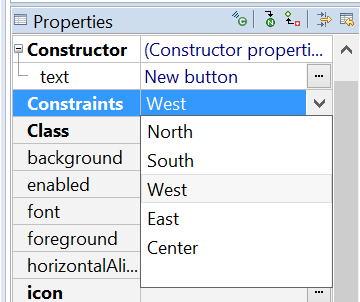 Properties
Constructor (Constructor properti...
text New button ...
Constraints West
Class North
background South
enabled West
font East
foreground Center
horizontalAli...
icon ...